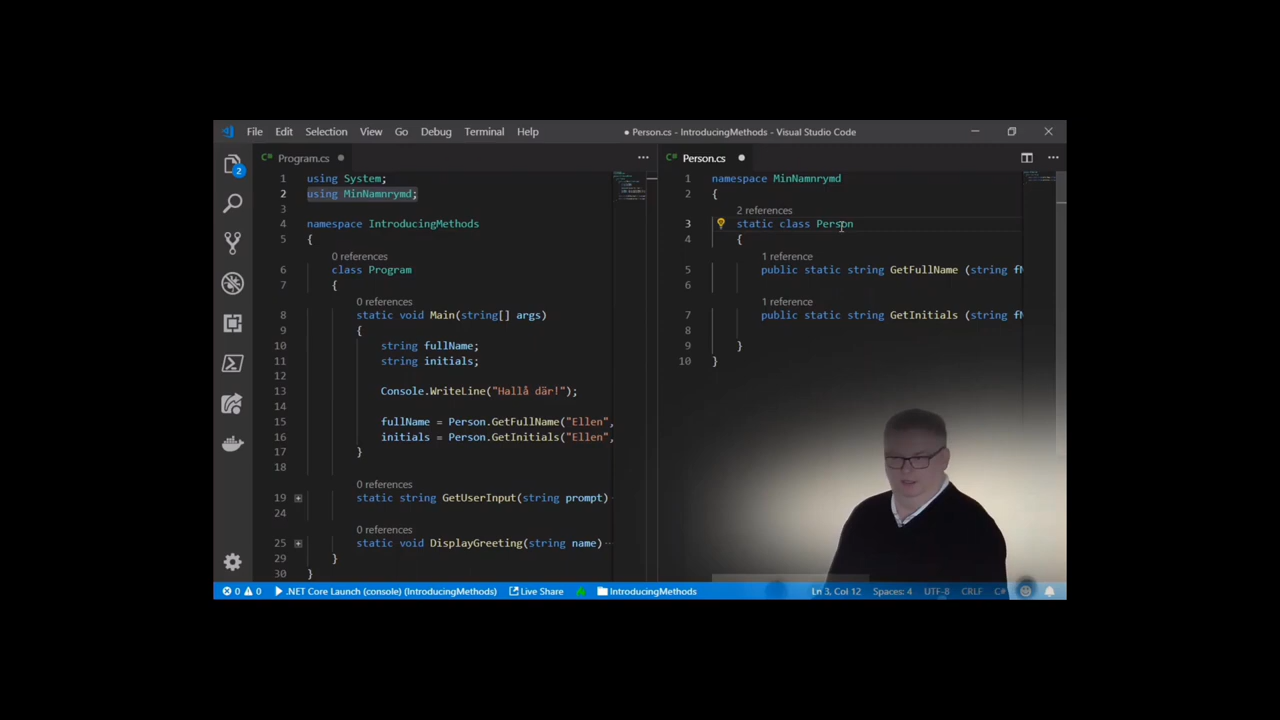 File Edit Selection View Go Debug Terminal Help ● Person.cs - IntroducingMethods - Visual Studio Code
2
C# Program.cs ●
1 using System;
2 using MinNamnrymd;
3
4 namespace IntroducingMethods
5 {
0 references
6 class Program
7 {
0 references
8 static void Main(string[] args)
9 {
10 string fullName;
11 string initials;
12
13 Console.WriteLine("Hallå där!");
14
15 fullName = Person.GetFullName("Ellen",
16 initials = Person.GetInitials("Ellen",
17 }
18
0 references
19 static string GetUserInput(string prompt)
24
0 references
25 static void DisplayGreeting(string name)
29 }
30 }
C# Person.cs ●
1 namespace MinNamnrymd
2 {
2 references
3 static class Person
4 {
1 reference
5 public static string GetFullName (string fN
6
1 reference
7 public static string GetInitials (string fN
8
9 }
10 }
0 0 .NET Core Launch (console) (IntroducingMethods) Live Share IntroducingMethods Ln 3, Col 12 Spaces: 4 UTF-8 CRLF C#